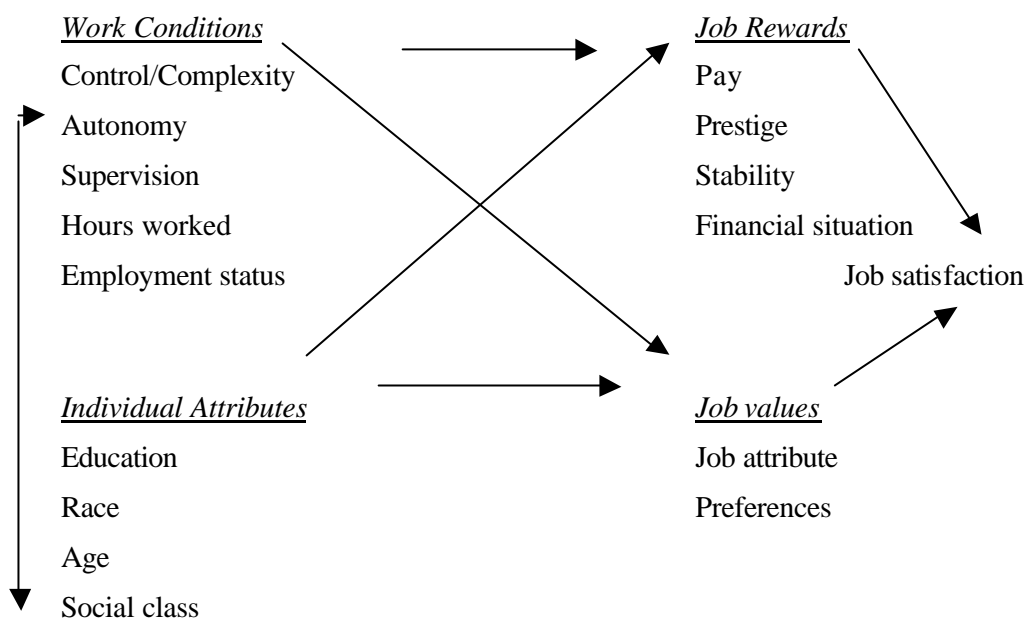 Work Conditions
Control/Complexity
Autonomy
Supervision
Hours worked
Employment status
Job Rewards
Pay
Prestige
Stability
Financial situation
Job satisfaction
Individual Attributes
Education
Race
Age
Social class
Job values
Job attribute
Preferences